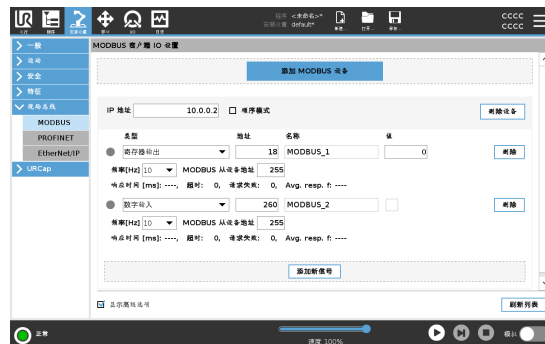 程序 <未命名>*
安装设置 default*
新建... 打开... 保存...
运行 程序 安装设置 移动 I/O 日志
CCCC
CCCC
一般
运动
安全
特征
现场总线
MODBUS
PROFINET
EtherNet/IP
URCap
MODBUS 客户端 IO 设置
添加 MODBUS 设备
IP 地址 10.0.0.2 顺序模式 删除设备
类型 地址 名称 值
寄存器输出 18 MODBUS_1 0 删除
频率[Hz] 10 MODBUS 从设备地址 255
响应时间 [ms]: ----, 超时: 0, 请求失败: 0, Avg. resp. f: ----
数字输入 260 MODBUS_2 删除
频率[Hz] 10 MODBUS 从设备地址 255
响应时间 [ms]: ----, 超时: 0, 请求失败: 0, Avg. resp. f: ----
添加新信号
显示高级选项 刷新列表
正常
速度 100%
模拟